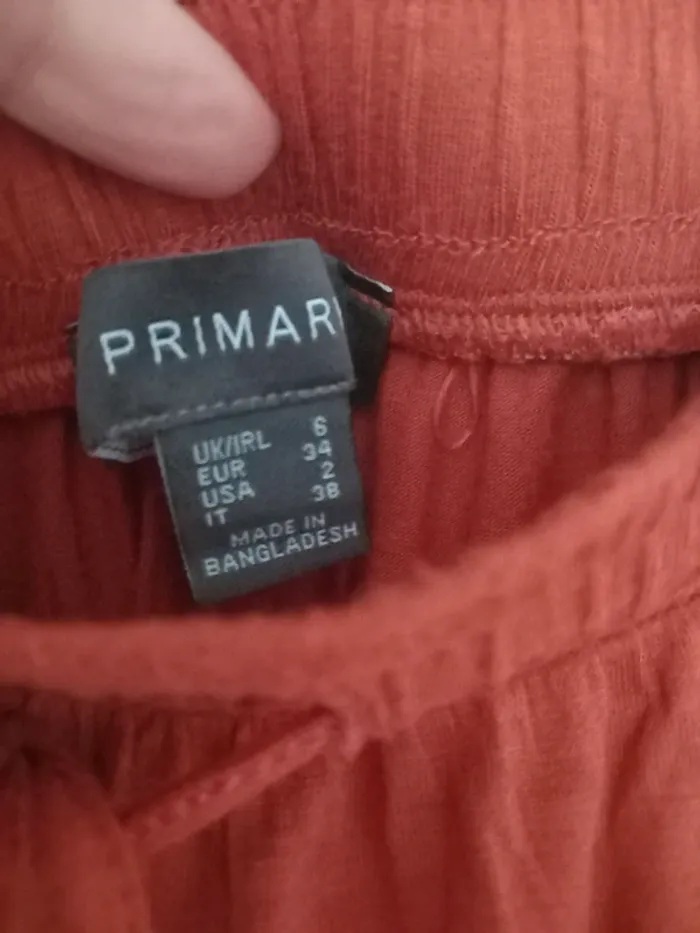 PRIMAR
UK/IRL 6
EUR 34
USA 2
IT 38
MADE IN
BANGLADESH